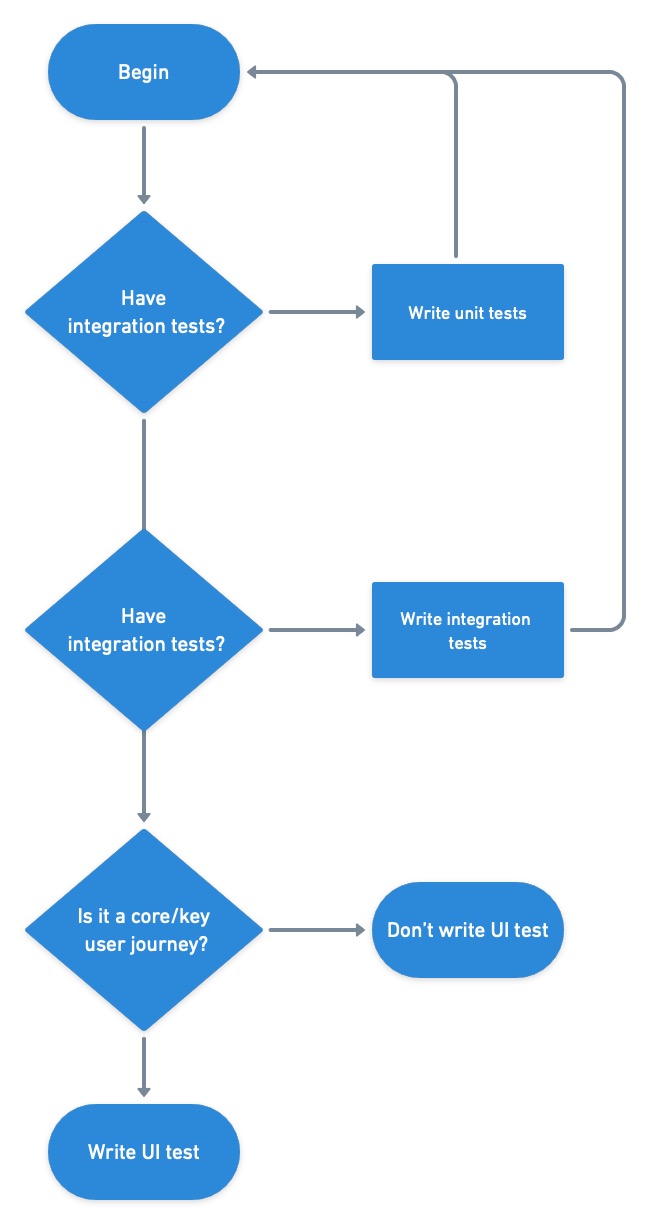 Begin
Have
integration tests?
Write unit tests
Have
integration tests?
Write integration
tests
Is it a core/key
user journey?
Don't write UI test
Write UI test